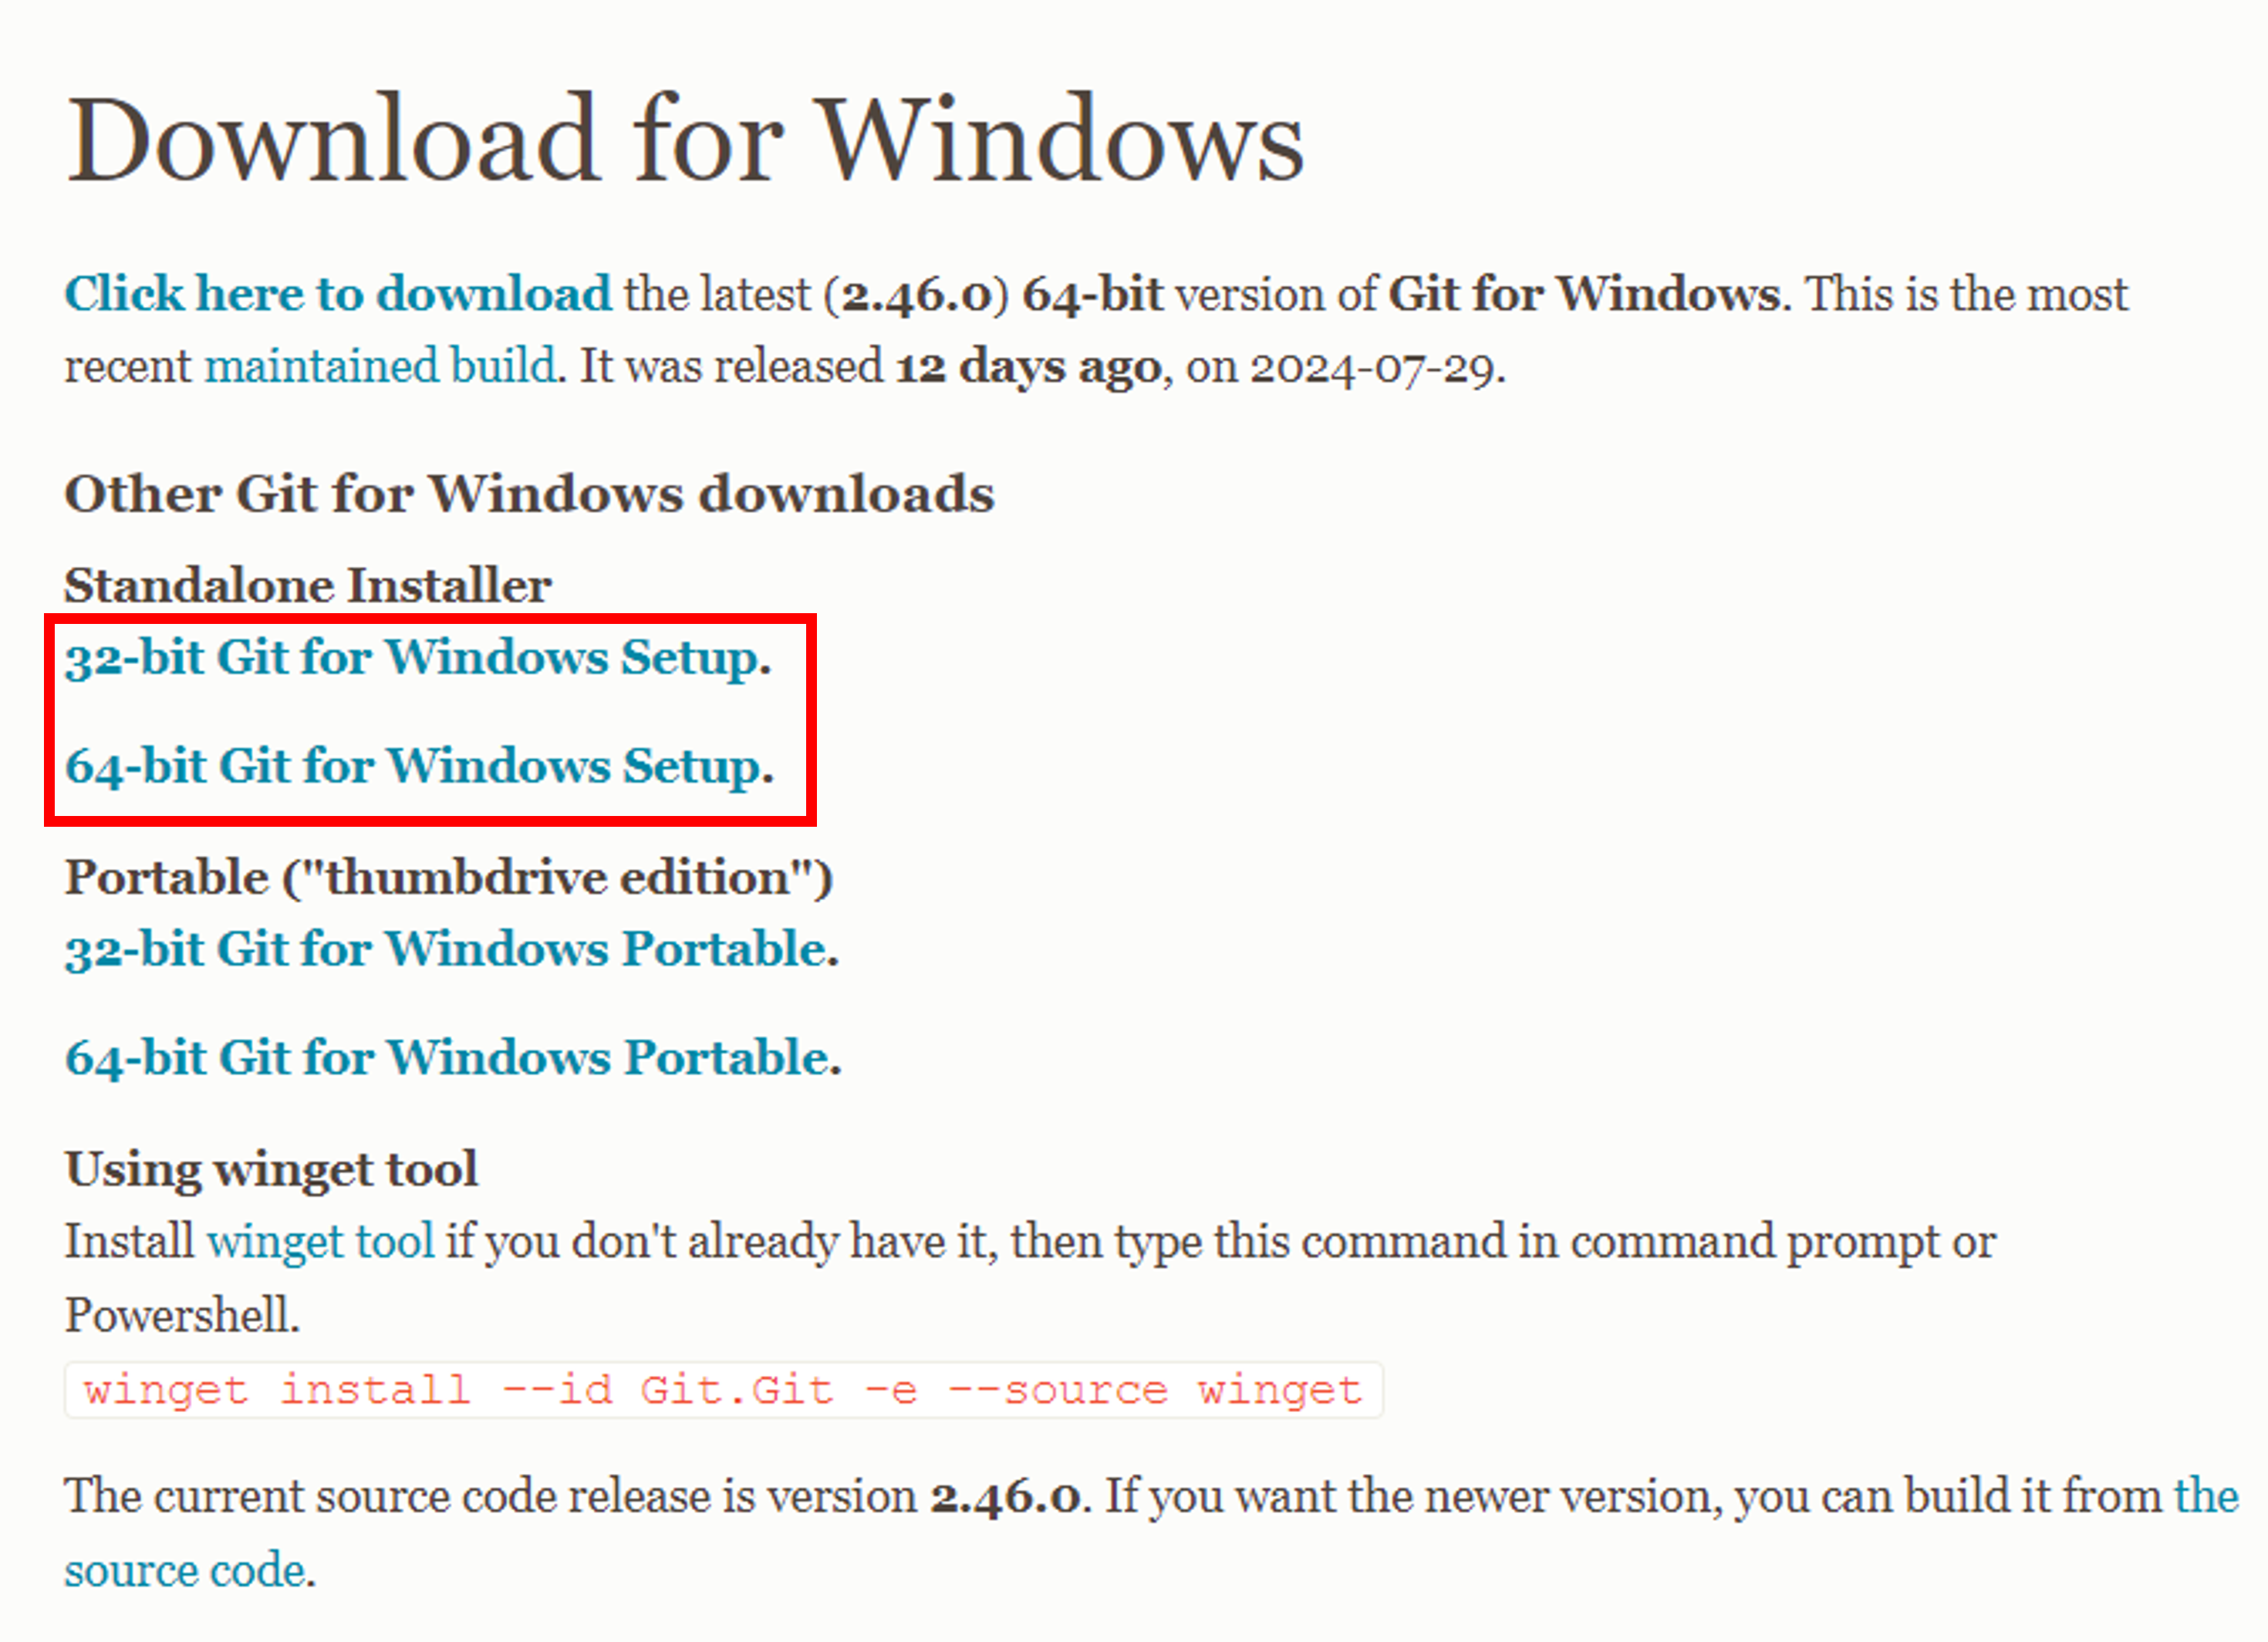 Download for Windows
Click here to download the latest (2.46.0) 64-bit version of Git for Windows. This is the most
recent maintained build. It was released 12 days ago, on 2024-07-29.
Other Git for Windows downloads
Standalone Installer
32-bit Git for Windows Setup.
64-bit Git for Windows Setup.
Portable ("thumbdrive edition")
32-bit Git for Windows Portable.
64-bit Git for Windows Portable.
Using winget tool
Install winget tool if you don't already have it, then type this command in command prompt or
Powershell.
winget install --id Git.Git -e --source winget
The current source code release is version 2.46.0. If you want the newer version, you can build it from the
source code.